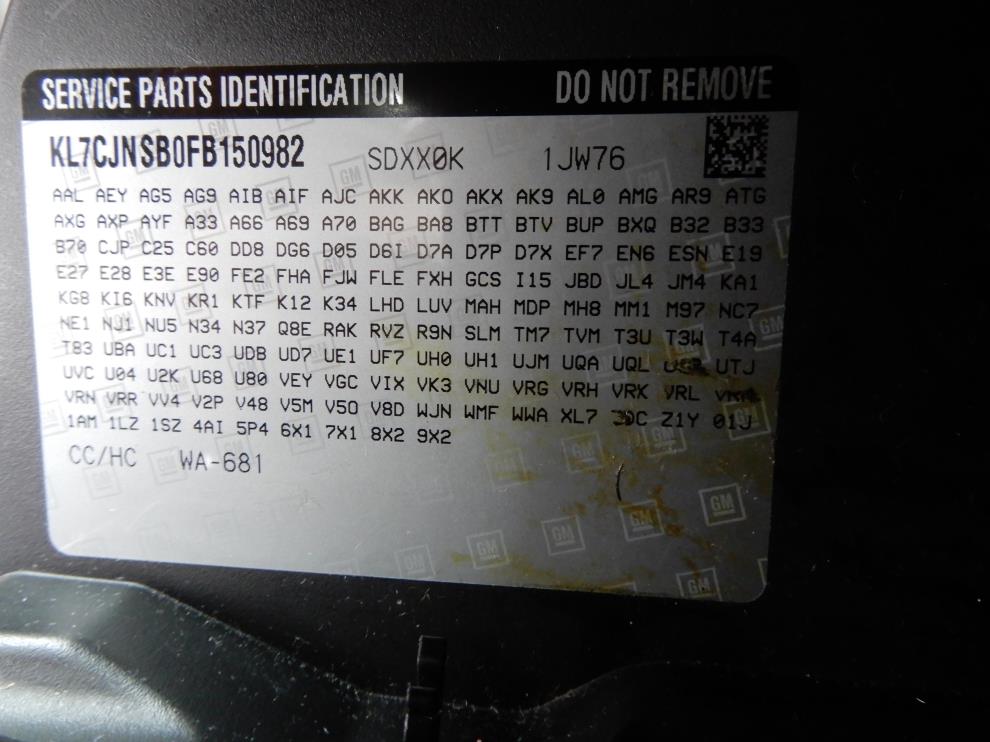 SERVICE PARTS IDENTIFICATION DO NOT REMOVE
KL7CJNSB0FB150982 SDXX0K 1JW76
AAL AEY AG5 AG9 AIB AIF AJC AKK AKO AKX AK9 AL0 AMG AR9 ATG
AXG AXP AYF A33 A66 A69 A70 BAG BA8 BTT BTV BUP BXQ B32 B33
B70 CJP C25 C60 DD8 DG6 D05 D6I D7A D7P D7X EF7 EN6 ESN E19
E27 E28 E3E E90 FE2 FHA FJW FLE FXH GCS I15 JBD JL4 JM4 KA1
KG8 KI6 KNV KR1 KTF K12 K34 LHD LUV MAH MDP MH8 MM1 M97 NC7
NE1 NJ1 NU5 N34 N37 Q8E RAK RVZ R9N SLM TM7 TVM T3U T3W T4A
T83 UBA UC1 UC3 UDB UD7 UE1 UF7 UH0 UH1 UJM UQA UQL UTJ
UVC U04 U2K U68 U80 VEY VGC VIX VK3 VNU VRG VRH VRK VRL
VRN VRR VV4 V2P V48 V5M V5O V8D WJN WMF WWA XL7 Z1Y 01J
1AM 1LZ 1SZ 4AI 5P4 6X1 7X1 8X2 9X2
CC/HC WA-681